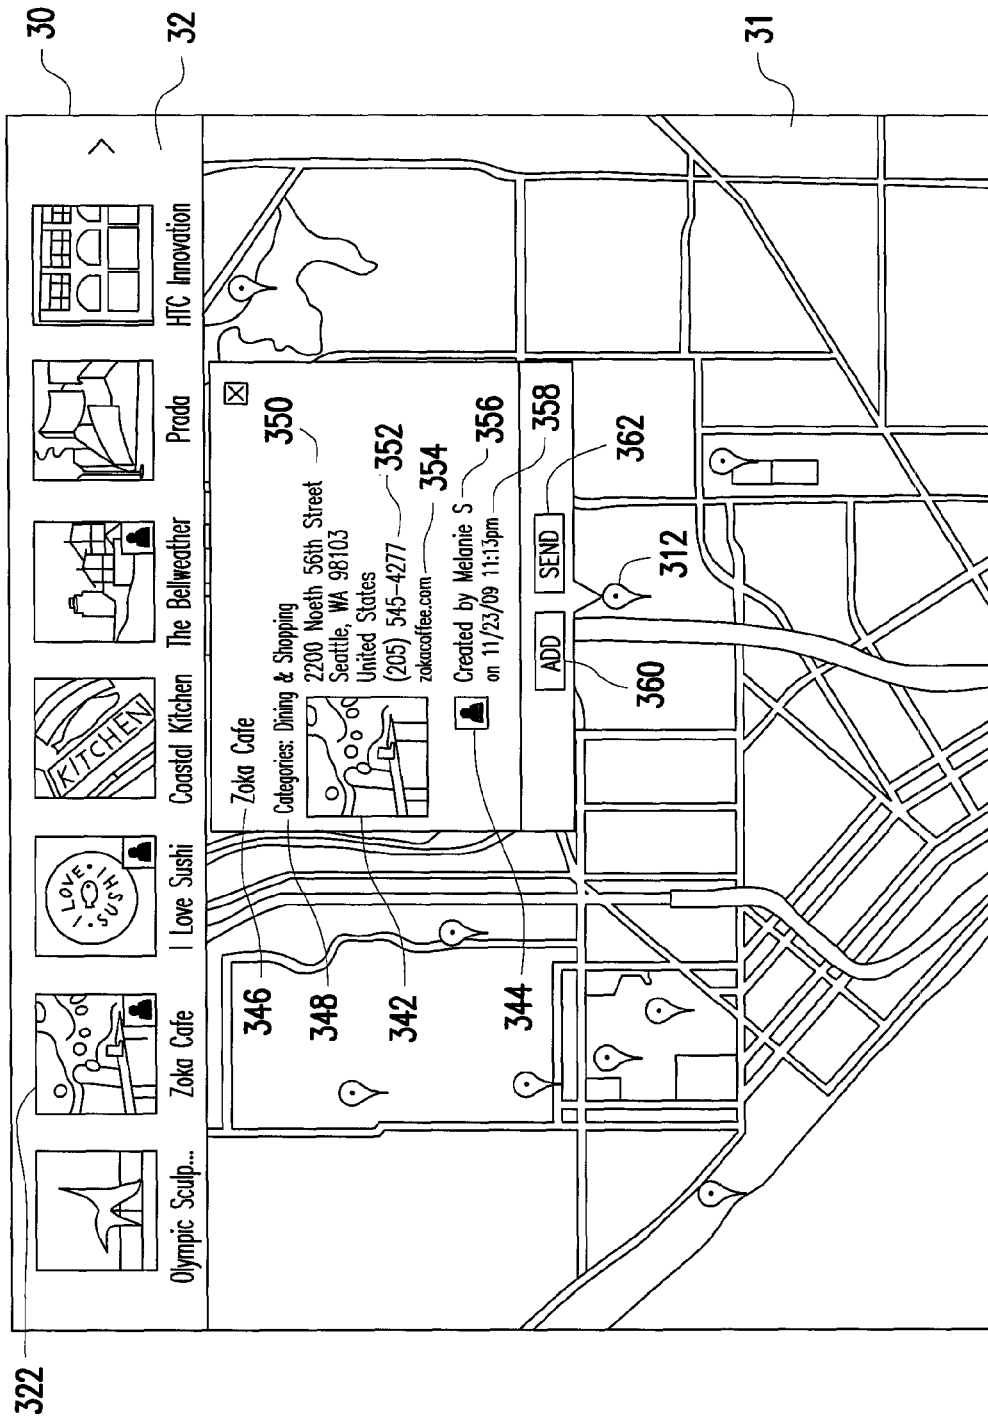 322
30
32
Olympic Sculp...
Zoka Cafe
I LOVE SUSHI
I Love Sushi
KITCHEN
Coastal Kitchen
The Bellweather
Prada
HTC Innovation
346
Zoka Cafe
348
Categories: Dining & Shopping
350
342
2200 Noeth 56th Street
Seattle, WA 98103
United States
(205) 545-4277
352
zokacoffee.com
354
344
Created by Melanie S
356
on 11/23/09 11:13pm
358
ADD
SEND
360
362
312
31